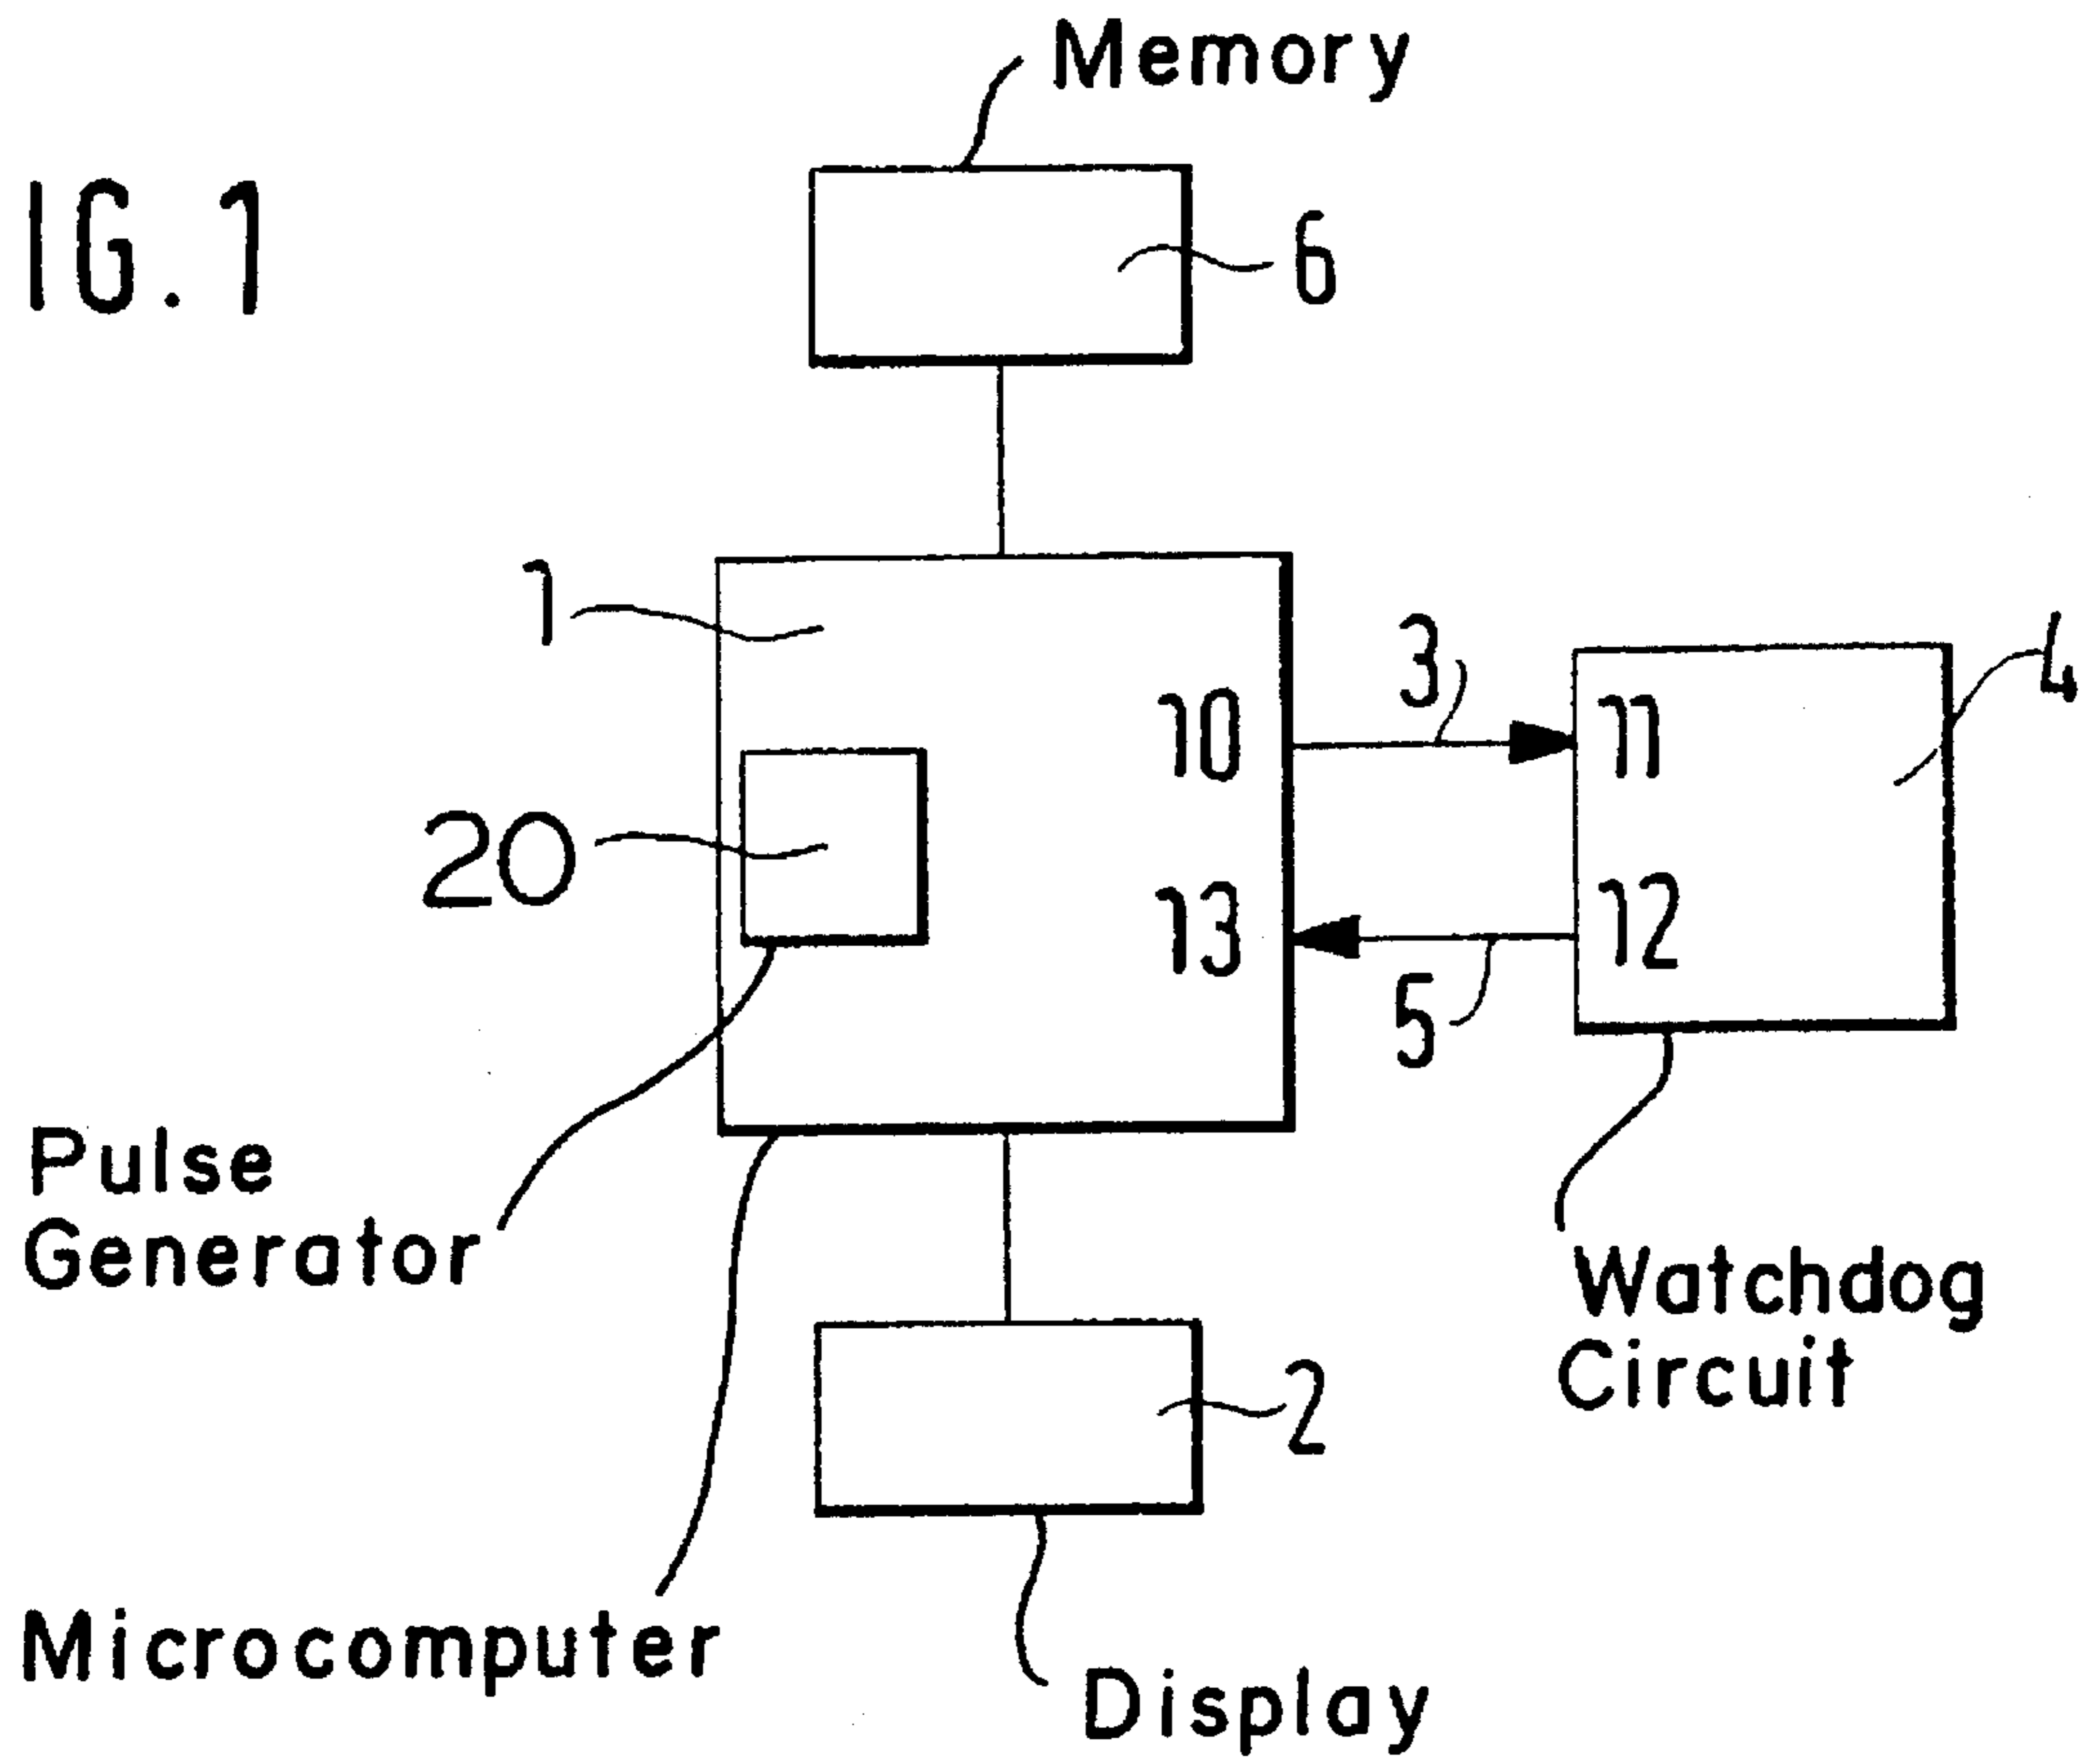 Memory
IG. 1
6
1
3
4
10
11
20
13
12
5
Pulse
Generator
Watchdog
Circuit
2
Microcomputer
Display